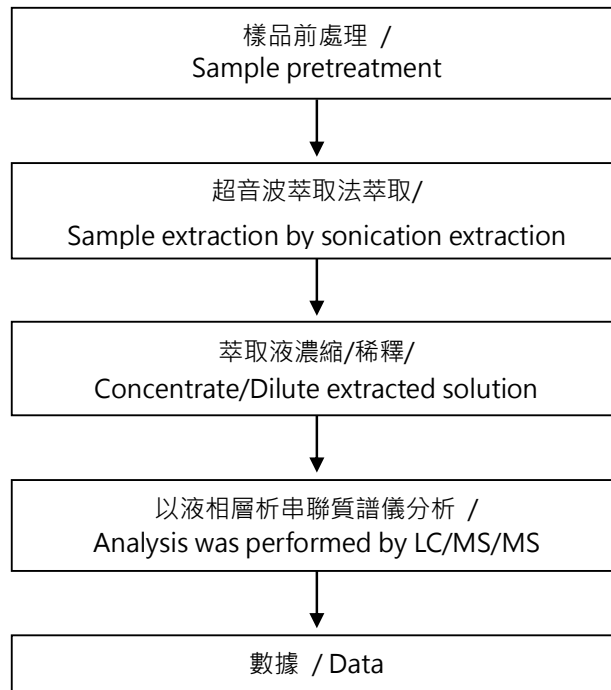 樣品前處理 /
Sample pretreatment
超音波萃取法萃取/
Sample extraction by sonication extraction
萃取液濃縮/稀釋/
Concentrate/Dilute extracted solution
以液相層析串聯質譜儀分析 /
Analysis was performed by LC/MS/MS
數據 / Data